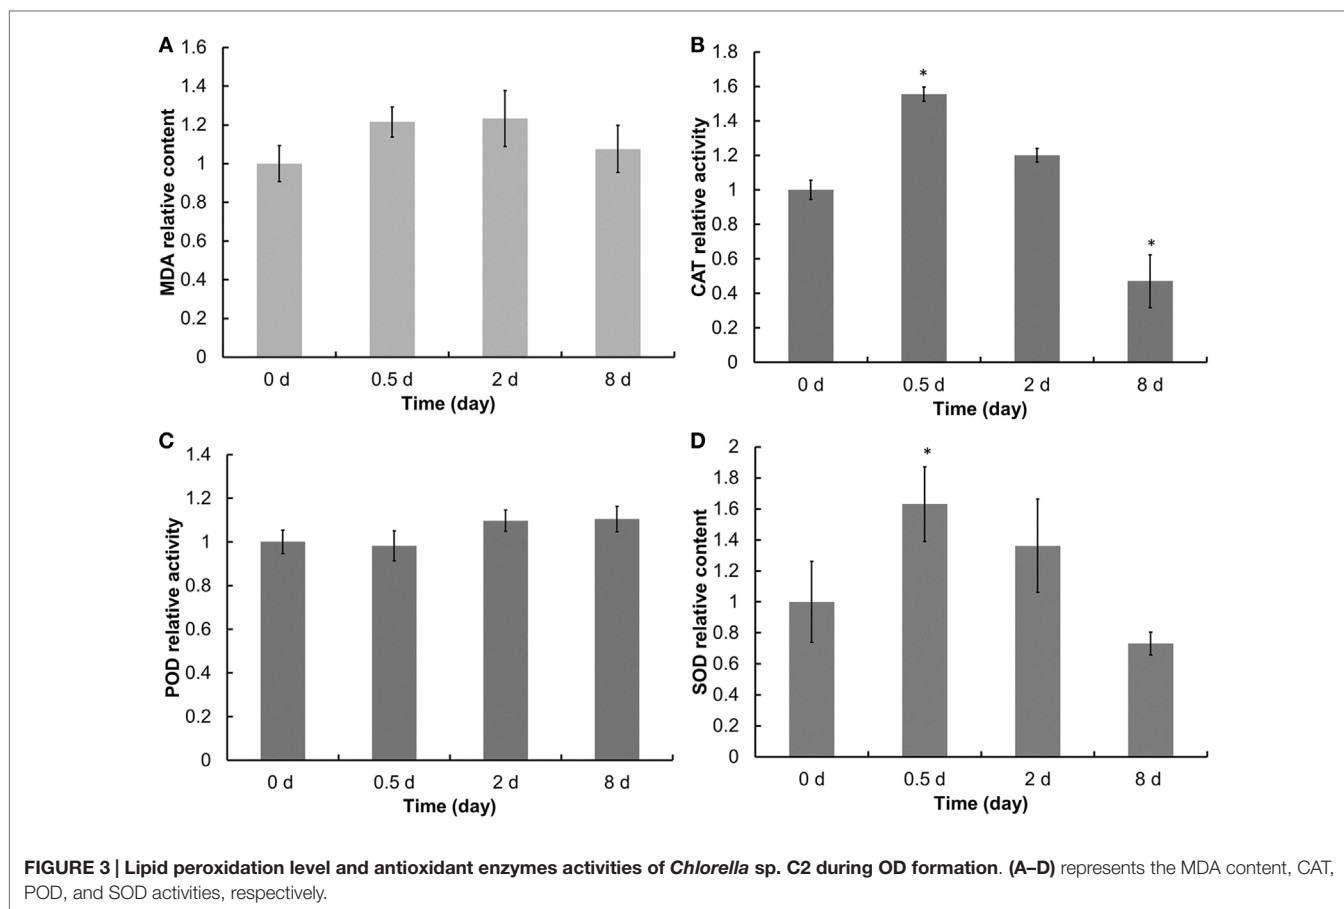 A
1.6
1.4
1.2
1
0.8
0.6
0.4
0.2
0
MDA relative content
0 d 0.5 d 2 d 8 d
Time (day)
B
1.8
1.6
1.4
1.2
1
0.8
0.6
0.4
0.2
0
CAT relative activity
*
*
0 d 0.5 d 2 d 8 d
Time (day)
C
1.4
1.2
1
0.8
0.6
0.4
0.2
0
POD relative activity
0 d 0.5 d 2 d 8 d
Time (day)
D
2
1.8
1.6
1.4
1.2
1
0.8
0.6
0.4
0.2
0
SOD relative content
*
0 d 0.5 d 2 d 8 d
Time (day)
FIGURE 3 | Lipid peroxidation level and antioxidant enzymes activities of Chlorella sp. C2 during OD formation. (A–D) represents the MDA content, CAT,
POD, and SOD activities, respectively.